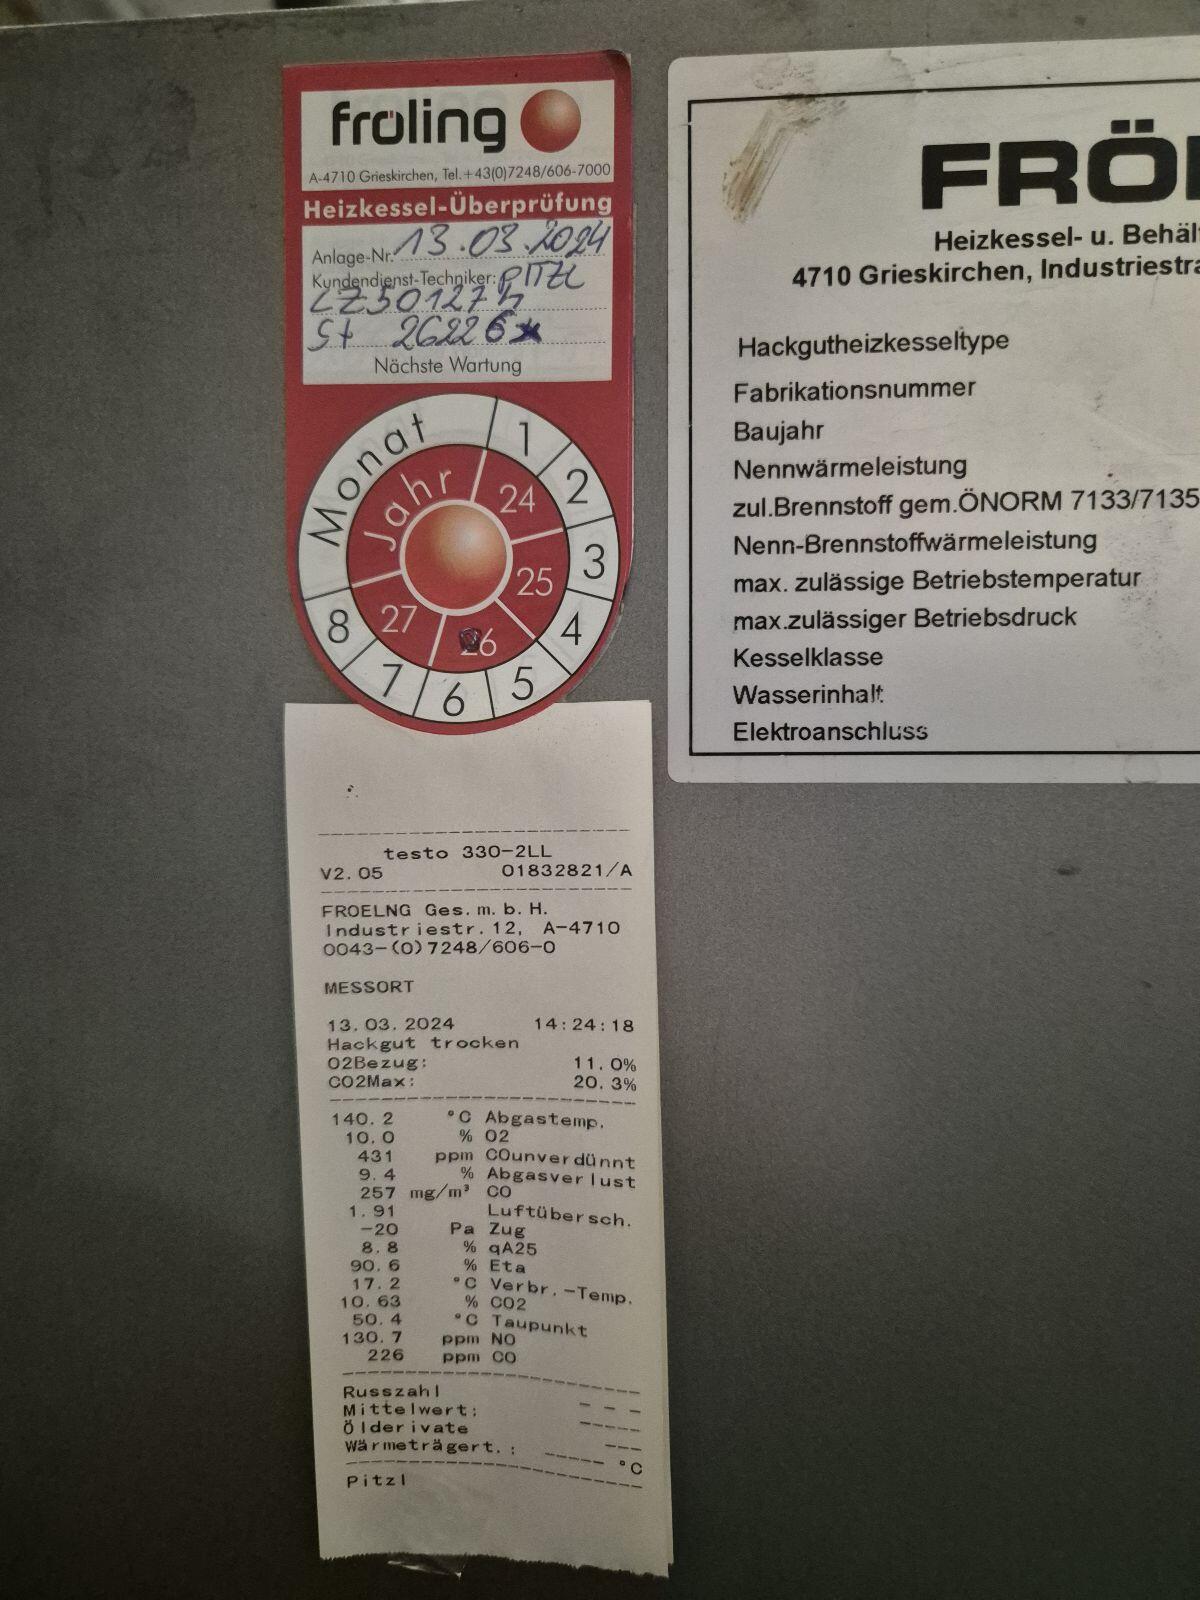 fröling
A-4710 Grieskirchen, Tel.+43(0)7248/606-7000
Heizkessel-Überprüfung
Anlage-Nr. 13.03.2024
Kundendienst-Techniker: PITZL
LZ 50127 h
St 26226
Nächste Wartung
Monat
1
2
3
4
5
6
7
8
Jahr
24
25
26
27
testo 330-2LL
V2.05 01832821/A
FROELNG Ges.m.b.H.
Industriestr.12, A-4710
0043-(0)7248/606-0
MESSORT
13.03.2024 14:24:18
Hackgut trocken
O2Bezug: 11.0%
CO2Max: 20.3%
140.2 °C Abgastemp.
10.0 % O2
431 ppm COunverdünnt
9.4 % Abgasverlust
257 mg/m³ CO
1.91 Luftübersch.
-20 Pa Zug
8.8 % qA25
90.6 % Eta
17.2 °C Verbr.-Temp.
10.63 % CO2
50.4 °C Taupunkt
130.7 ppm NO
226 ppm CO
Russzahl
Mittelwert: - - -
Ölderivate -----
Wärmeträgert.: --- °C
Pitzl
FRÖ
Heizkessel- u. Behält
4710 Grieskirchen, Industriestra
Hackgutheizkesseltype
Fabrikationsnummer
Baujahr
Nennwärmeleistung
zul.Brennstoff gem.ÖNORM 7133/7135
Nenn-Brennstoffwärmeleistung
max. zulässige Betriebstemperatur
max.zulässiger Betriebsdruck
Kesselklasse
Wasserinhalt
Elektroanschluss